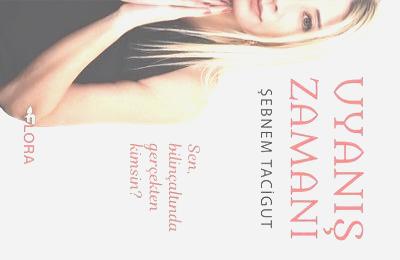 UYANIŞ
ZAMANI
ŞEBNEM TACİGUT
Sen,
bilinçaltında
gerçekten
kimsin?
FLORA